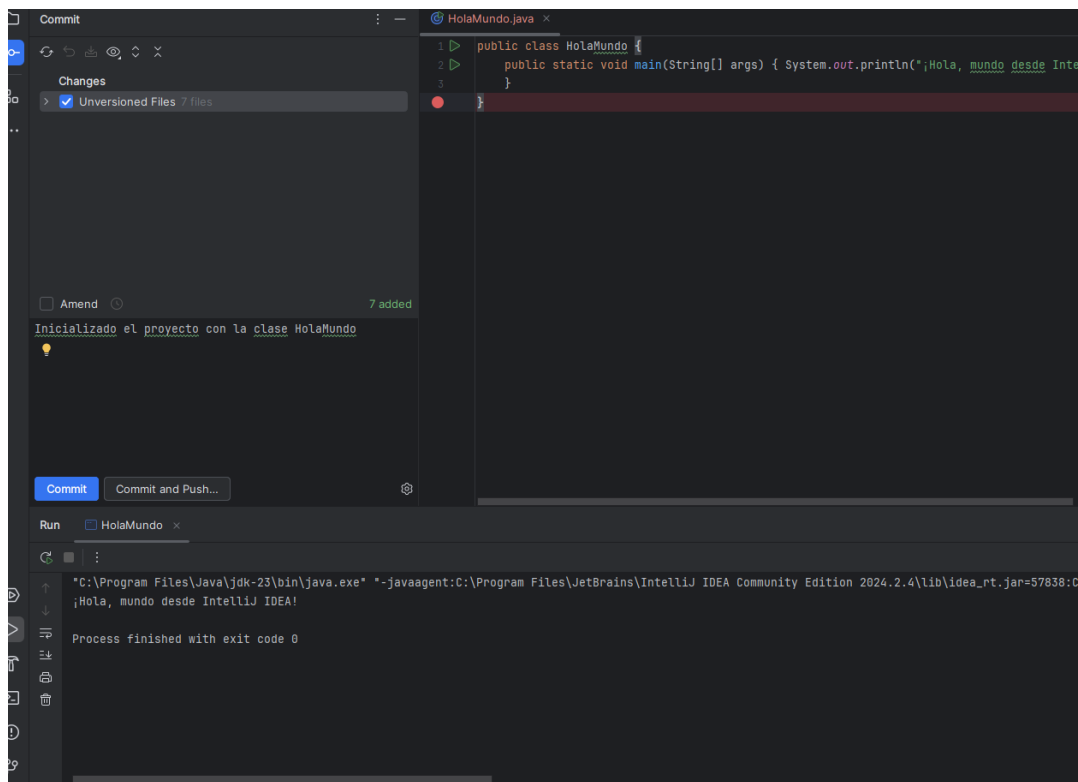 Commit
Changes
Unversioned Files 7 files
Amend
7 added
Inicializado el proyecto con la clase HolaMundo
Commit
Commit and Push...
HolaMundo.java
1 public class HolaMundo {
2 public static void main(String[] args) { System.out.println("¡Hola, mundo desde Inte
3 }
}
Run
HolaMundo
"C:\Program Files\Java\jdk-23\bin\java.exe" "-javaagent:C:\Program Files\JetBrains\IntelliJ IDEA Community Edition 2024.2.4\lib\idea_rt.jar=57838:C
¡Hola, mundo desde IntelliJ IDEA!
Process finished with exit code 0